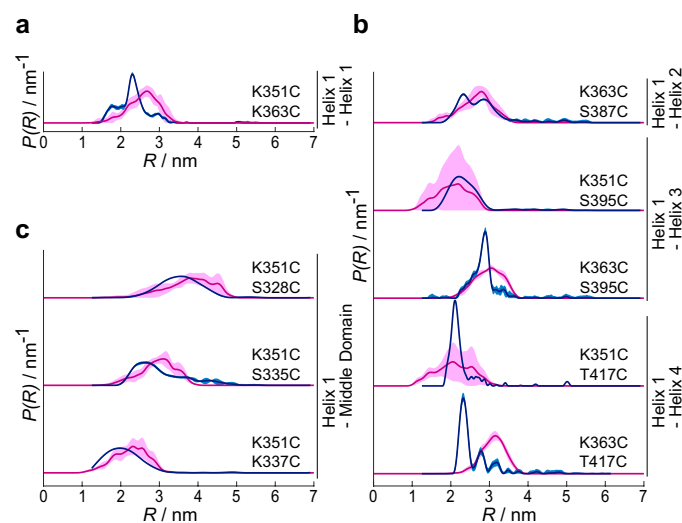 a
P(R) / nm⁻¹
K351C
K363C
Helix 1
- Helix 1
0 1 2 3 4 5 6 7
R / nm
b
P(R) / nm⁻¹
K363C
S387C
Helix 1
- Helix 2
K351C
S395C
K363C
S395C
Helix 1
- Helix 3
K351C
T417C
K363C
T417C
Helix 1
- Helix 4
0 1 2 3 4 5 6 7
R / nm
c
P(R) / nm⁻¹
K351C
S328C
K351C
S335C
K351C
K337C
Helix 1
- Middle Domain
0 1 2 3 4 5 6 7
R / nm